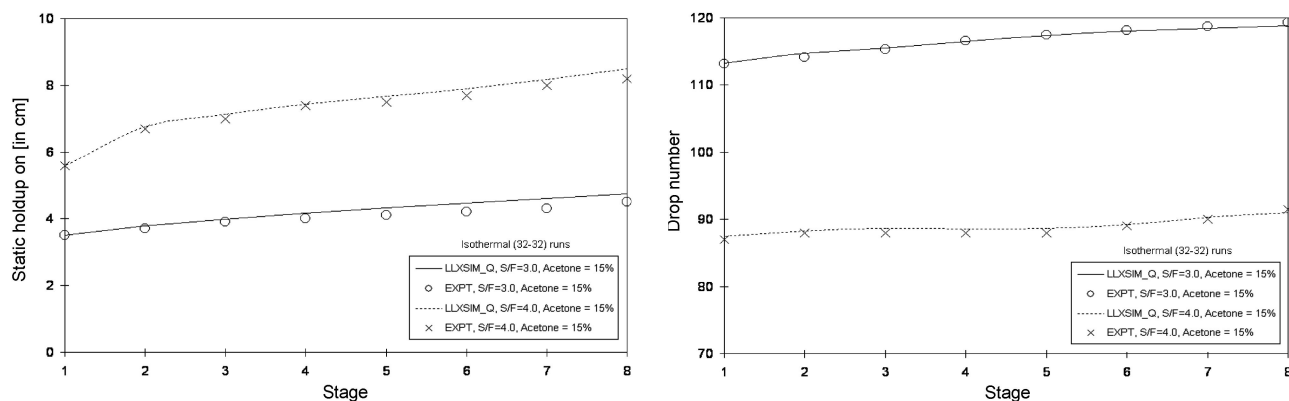 Static holdup on [in cm]
10
8
6
4
2
0
Isothermal (32-32) runs
LLXSIM_Q, S/F=3.0, Acetone = 15%
EXPT, S/F=3.0, Acetone = 15%
LLXSIM_Q, S/F=4.0, Acetone = 15%
EXPT, S/F=4.0, Acetone = 15%
1 2 3 4 5 6 7 8
Stage
Drop number
120
110
100
90
80
70
Isothermal (32-32) runs
LLXSIM_Q, S/F=3.0, Acetone = 15%
EXPT, S/F=3.0, Acetone = 15%
LLXSIM_Q, S/F=4.0, Acetone = 15%
EXPT, S/F=4.0, Acetone = 15%
1 2 3 4 5 6 7 8
Stage